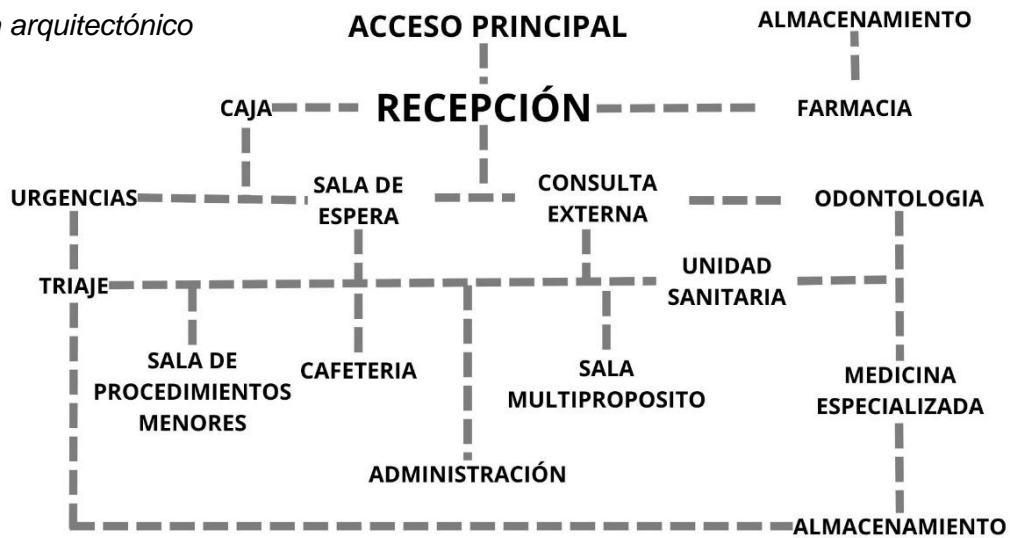 arquitectónico
ACCESO PRINCIPAL
ALMACENAMIENTO
CAJA
RECEPCIÓN
FARMACIA
URGENCIAS
SALA DE
ESPERA
CONSULTA
EXTERNA
ODONTOLOGIA
TRIAJE
UNIDAD
SANITARIA
SALA DE
PROCEDIMIENTOS
MENORES
CAFETERIA
SALA
MULTIPROPOSITO
MEDICINA
ESPECIALIZADA
ADMINISTRACIÓN
ALMACENAMIENTO